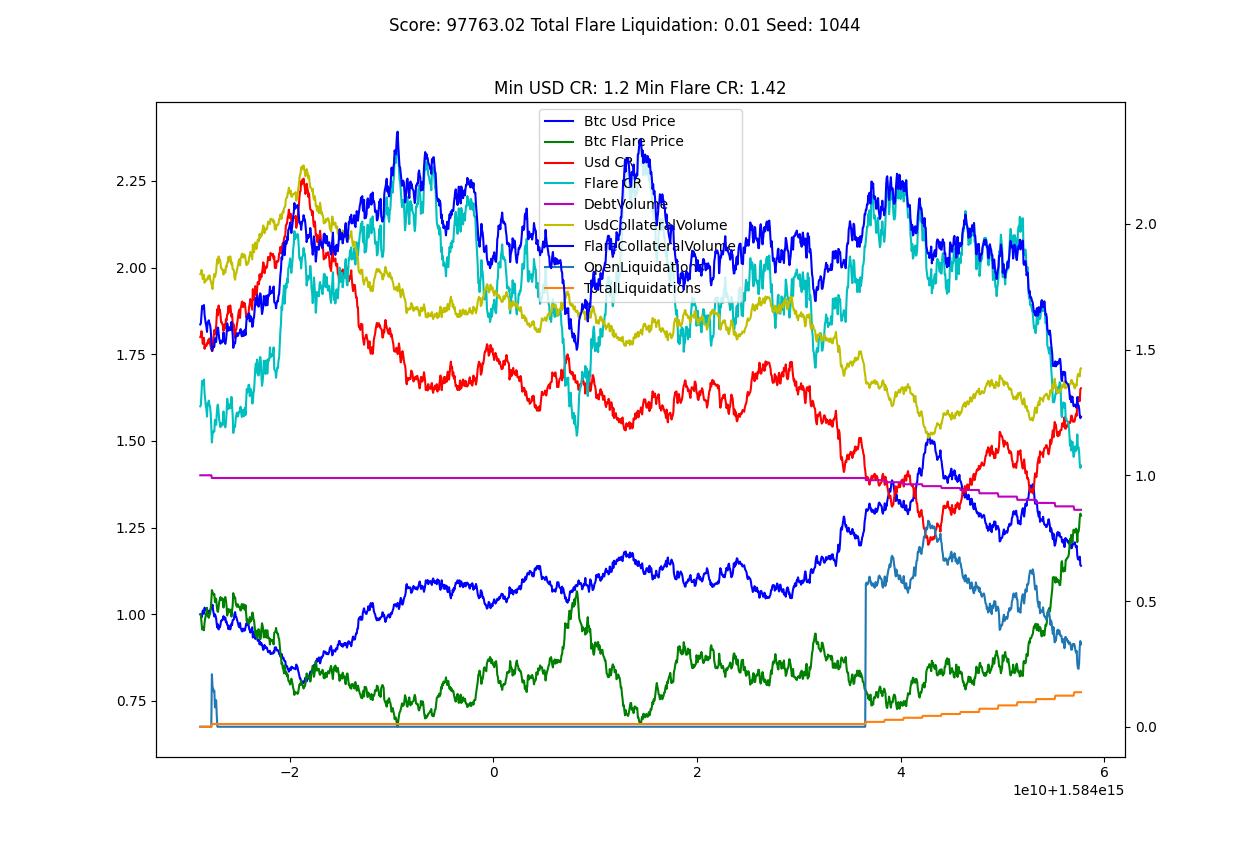 Score: 97763.02 Total Flare Liquidation: 0.01 Seed: 1044
Min USD CR: 1.2 Min Flare CR: 1.42
Btc Usd Price
Btc Flare Price
Usd CR
Flare CR
DebtVolume
UsdCollateralVolume
FlareCollateralVolume
OpenLiquidations
TotalLiquidations
2.25
2.00
1.75
1.50
1.25
1.00
0.75
2.0
1.5
1.0
0.5
0.0
−2
0
2
4
6
1e10+1.584e15